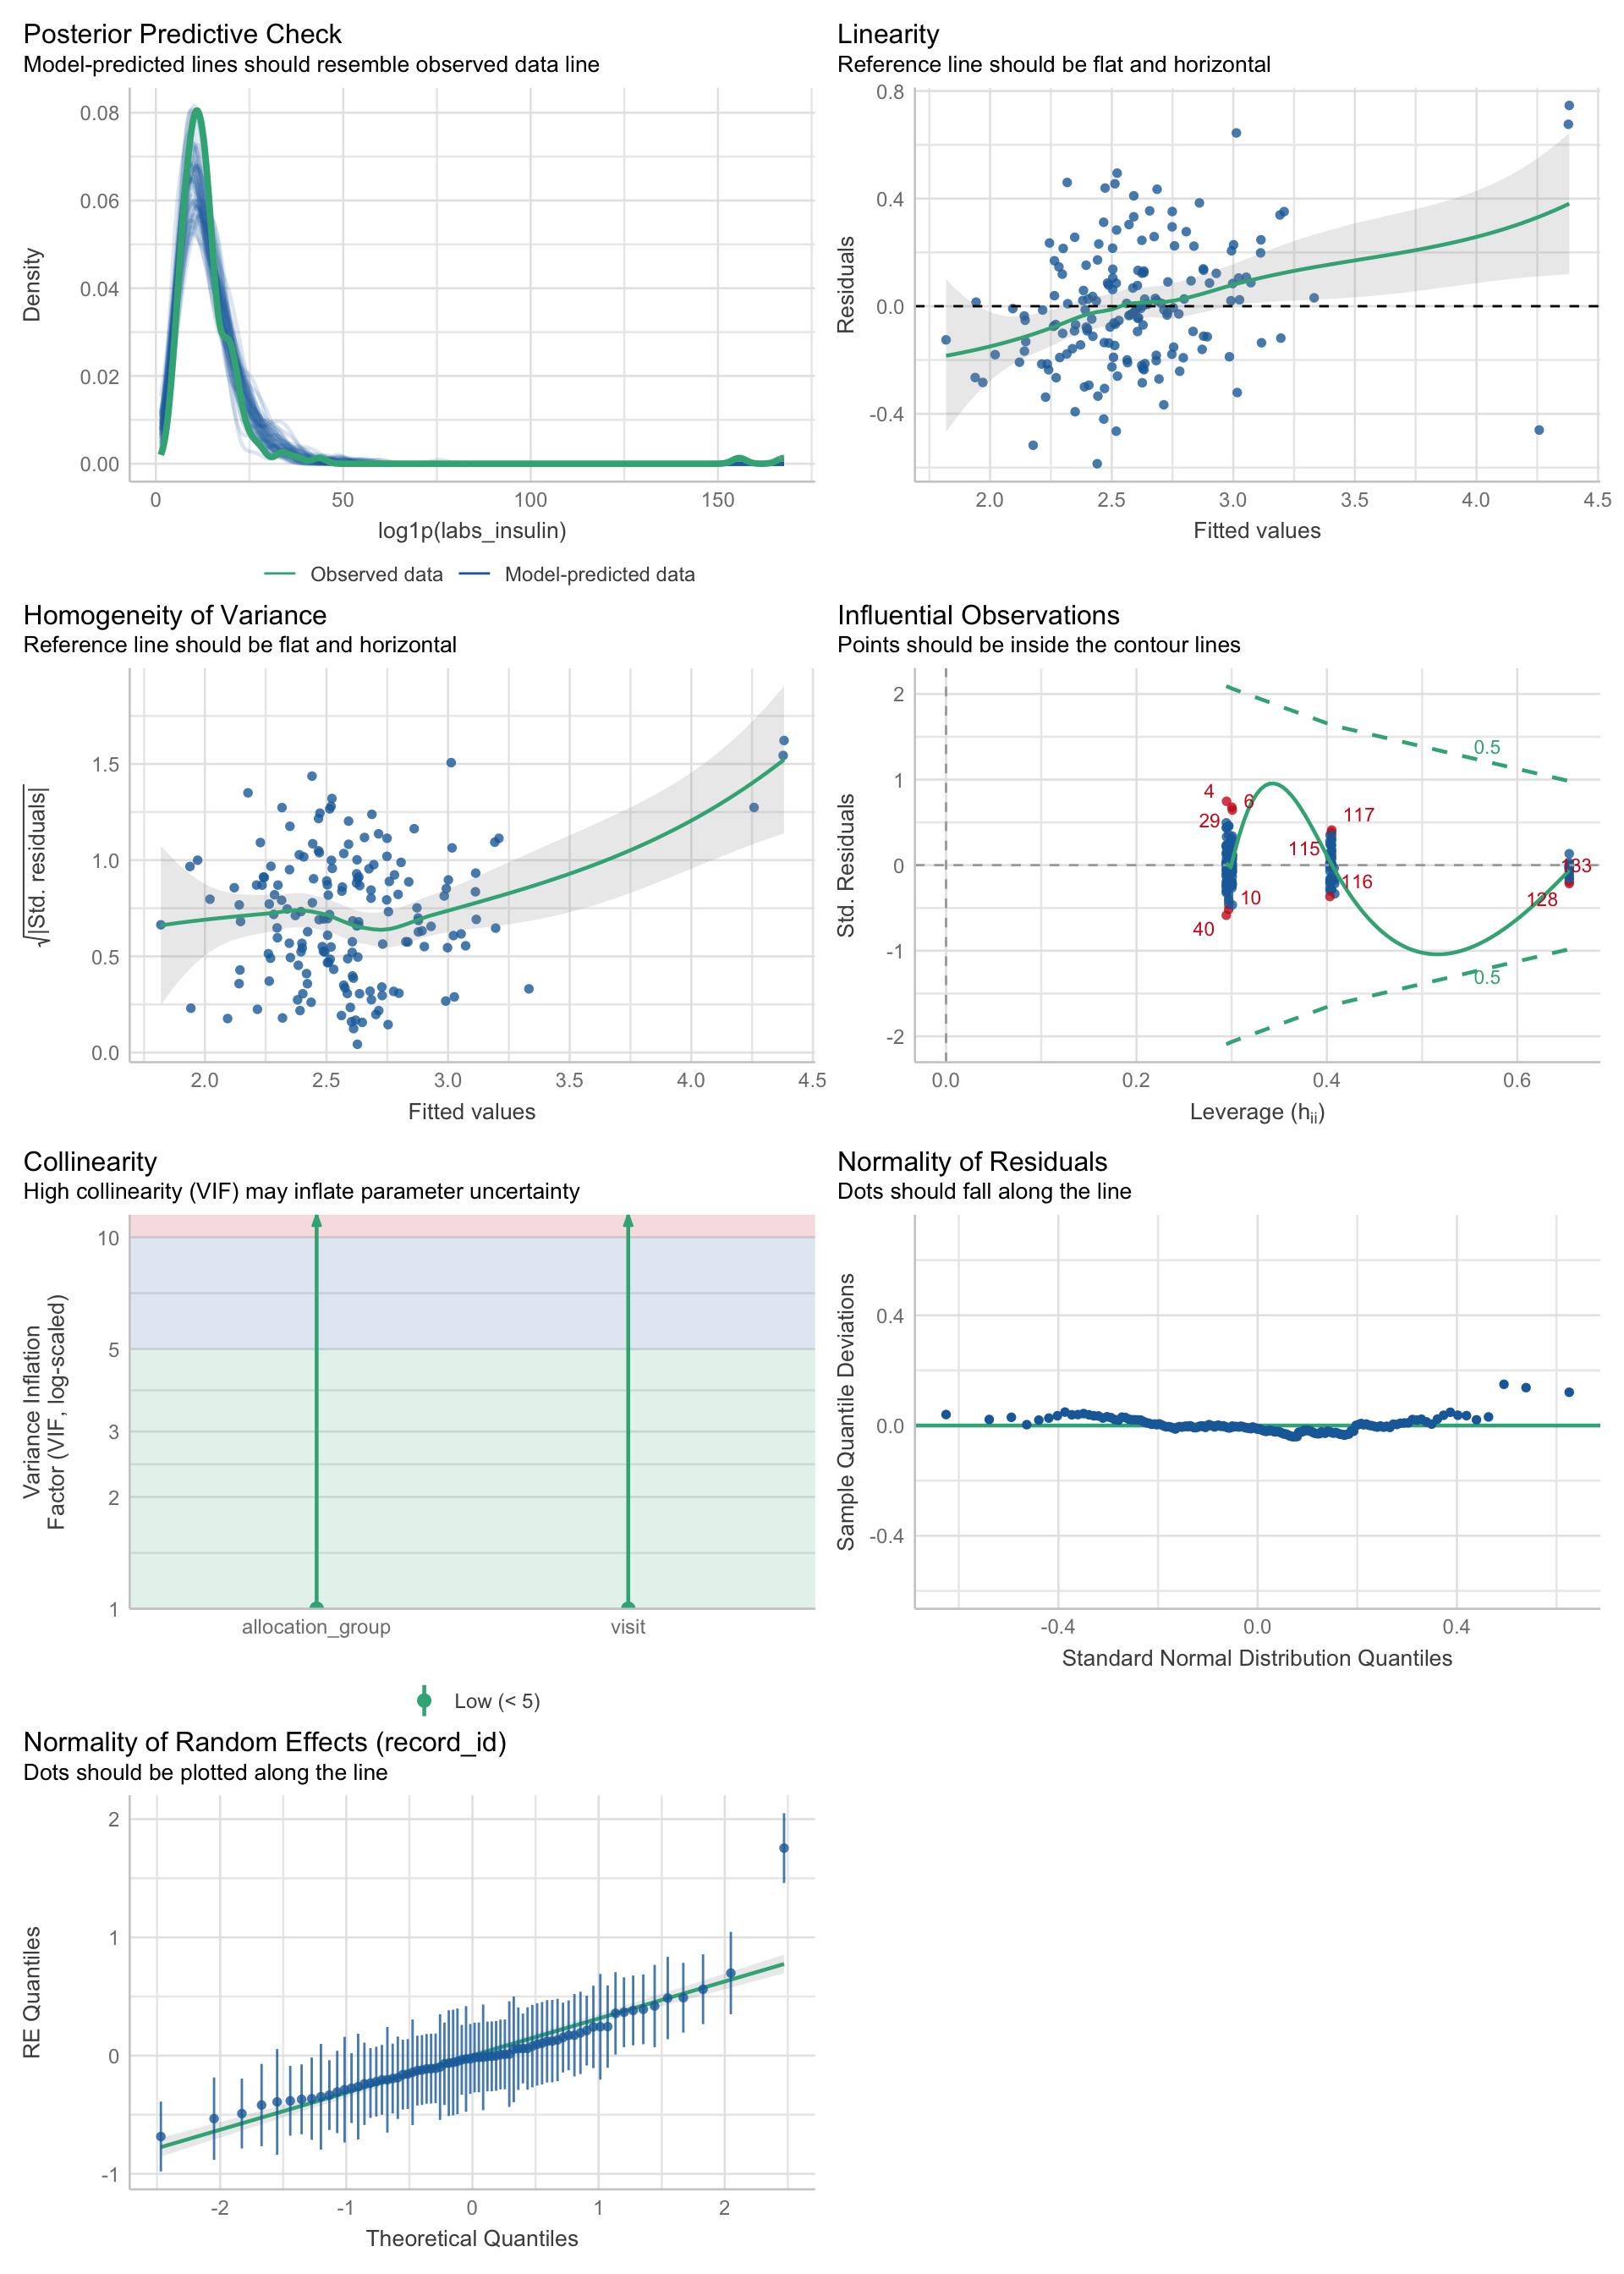 Posterior Predictive Check
Model-predicted lines should resemble observed data line
0.08
0.06
0.04
0.02
0.00
Density
0
50
100
150
log1p(labs_insulin)
Observed data
Model-predicted data
Linearity
Reference line should be flat and horizontal
0.8
0.4
0.0
-0.4
Residuals
2.0
2.5
3.0
3.5
4.0
4.5
Fitted values
Homogeneity of Variance
Reference line should be flat and horizontal
1.5
1.0
0.5
0.0
√|Std. residuals|
2.0
2.5
3.0
3.5
4.0
4.5
Fitted values
Influential Observations
Points should be inside the contour lines
2
1
0
-1
-2
Std. Residuals
0.5
4
6
29
117
115
133
116
10
128
40
0.5
0.0
0.2
0.4
0.6
Leverage (hii)
Collinearity
High collinearity (VIF) may inflate parameter uncertainty
10
5
3
2
1
Variance Inflation
Factor (VIF, log-scaled)
allocation_group
visit
Low (< 5)
Normality of Residuals
Dots should fall along the line
0.4
0.0
-0.4
Sample Quantile Deviations
-0.4
0.0
0.4
Standard Normal Distribution Quantiles
Normality of Random Effects (record_id)
Dots should be plotted along the line
2
1
0
-1
RE Quantiles
-2
-1
0
1
2
Theoretical Quantiles